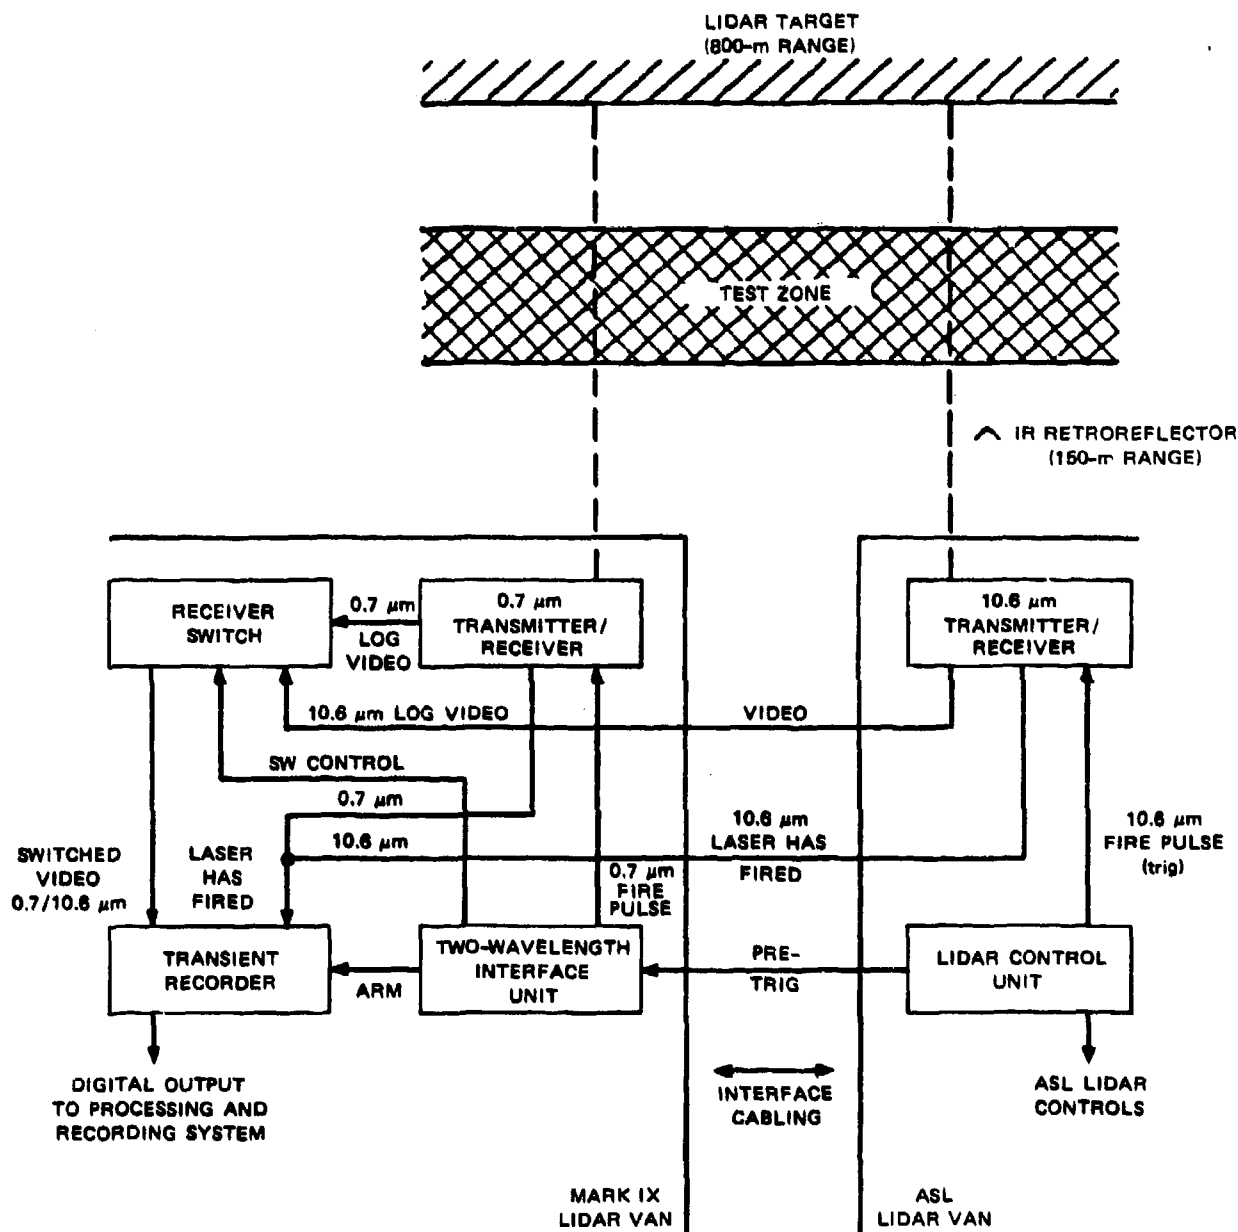 LIDAR TARGET
(800-m RANGE)
TEST ZONE
IR RETROREFLECTOR
(150-m RANGE)
RECEIVER
SWITCH
0.7 µm
LOG
VIDEO
0.7 µm
TRANSMITTER/
RECEIVER
10.6 µm
TRANSMITTER/
RECEIVER
10.6 µm LOG VIDEO
VIDEO
SW CONTROL
0.7 µm
10.6 µm
10.6 µm
LASER HAS
FIRED
10.6 µm
FIRE PULSE
(trig)
SWITCHED
VIDEO
0.7/10.6 µm
LASER
HAS
FIRED
0.7 µm
FIRE
PULSE
TRANSIENT
RECORDER
ARM
TWO-WAVELENGTH
INTERFACE
UNIT
PRE-
TRIG
LIDAR CONTROL
UNIT
DIGITAL OUTPUT
TO PROCESSING AND
RECORDING SYSTEM
INTERFACE
CABLING
ASL LIDAR
CONTROLS
MARK IX
LIDAR VAN
ASL
LIDAR VAN